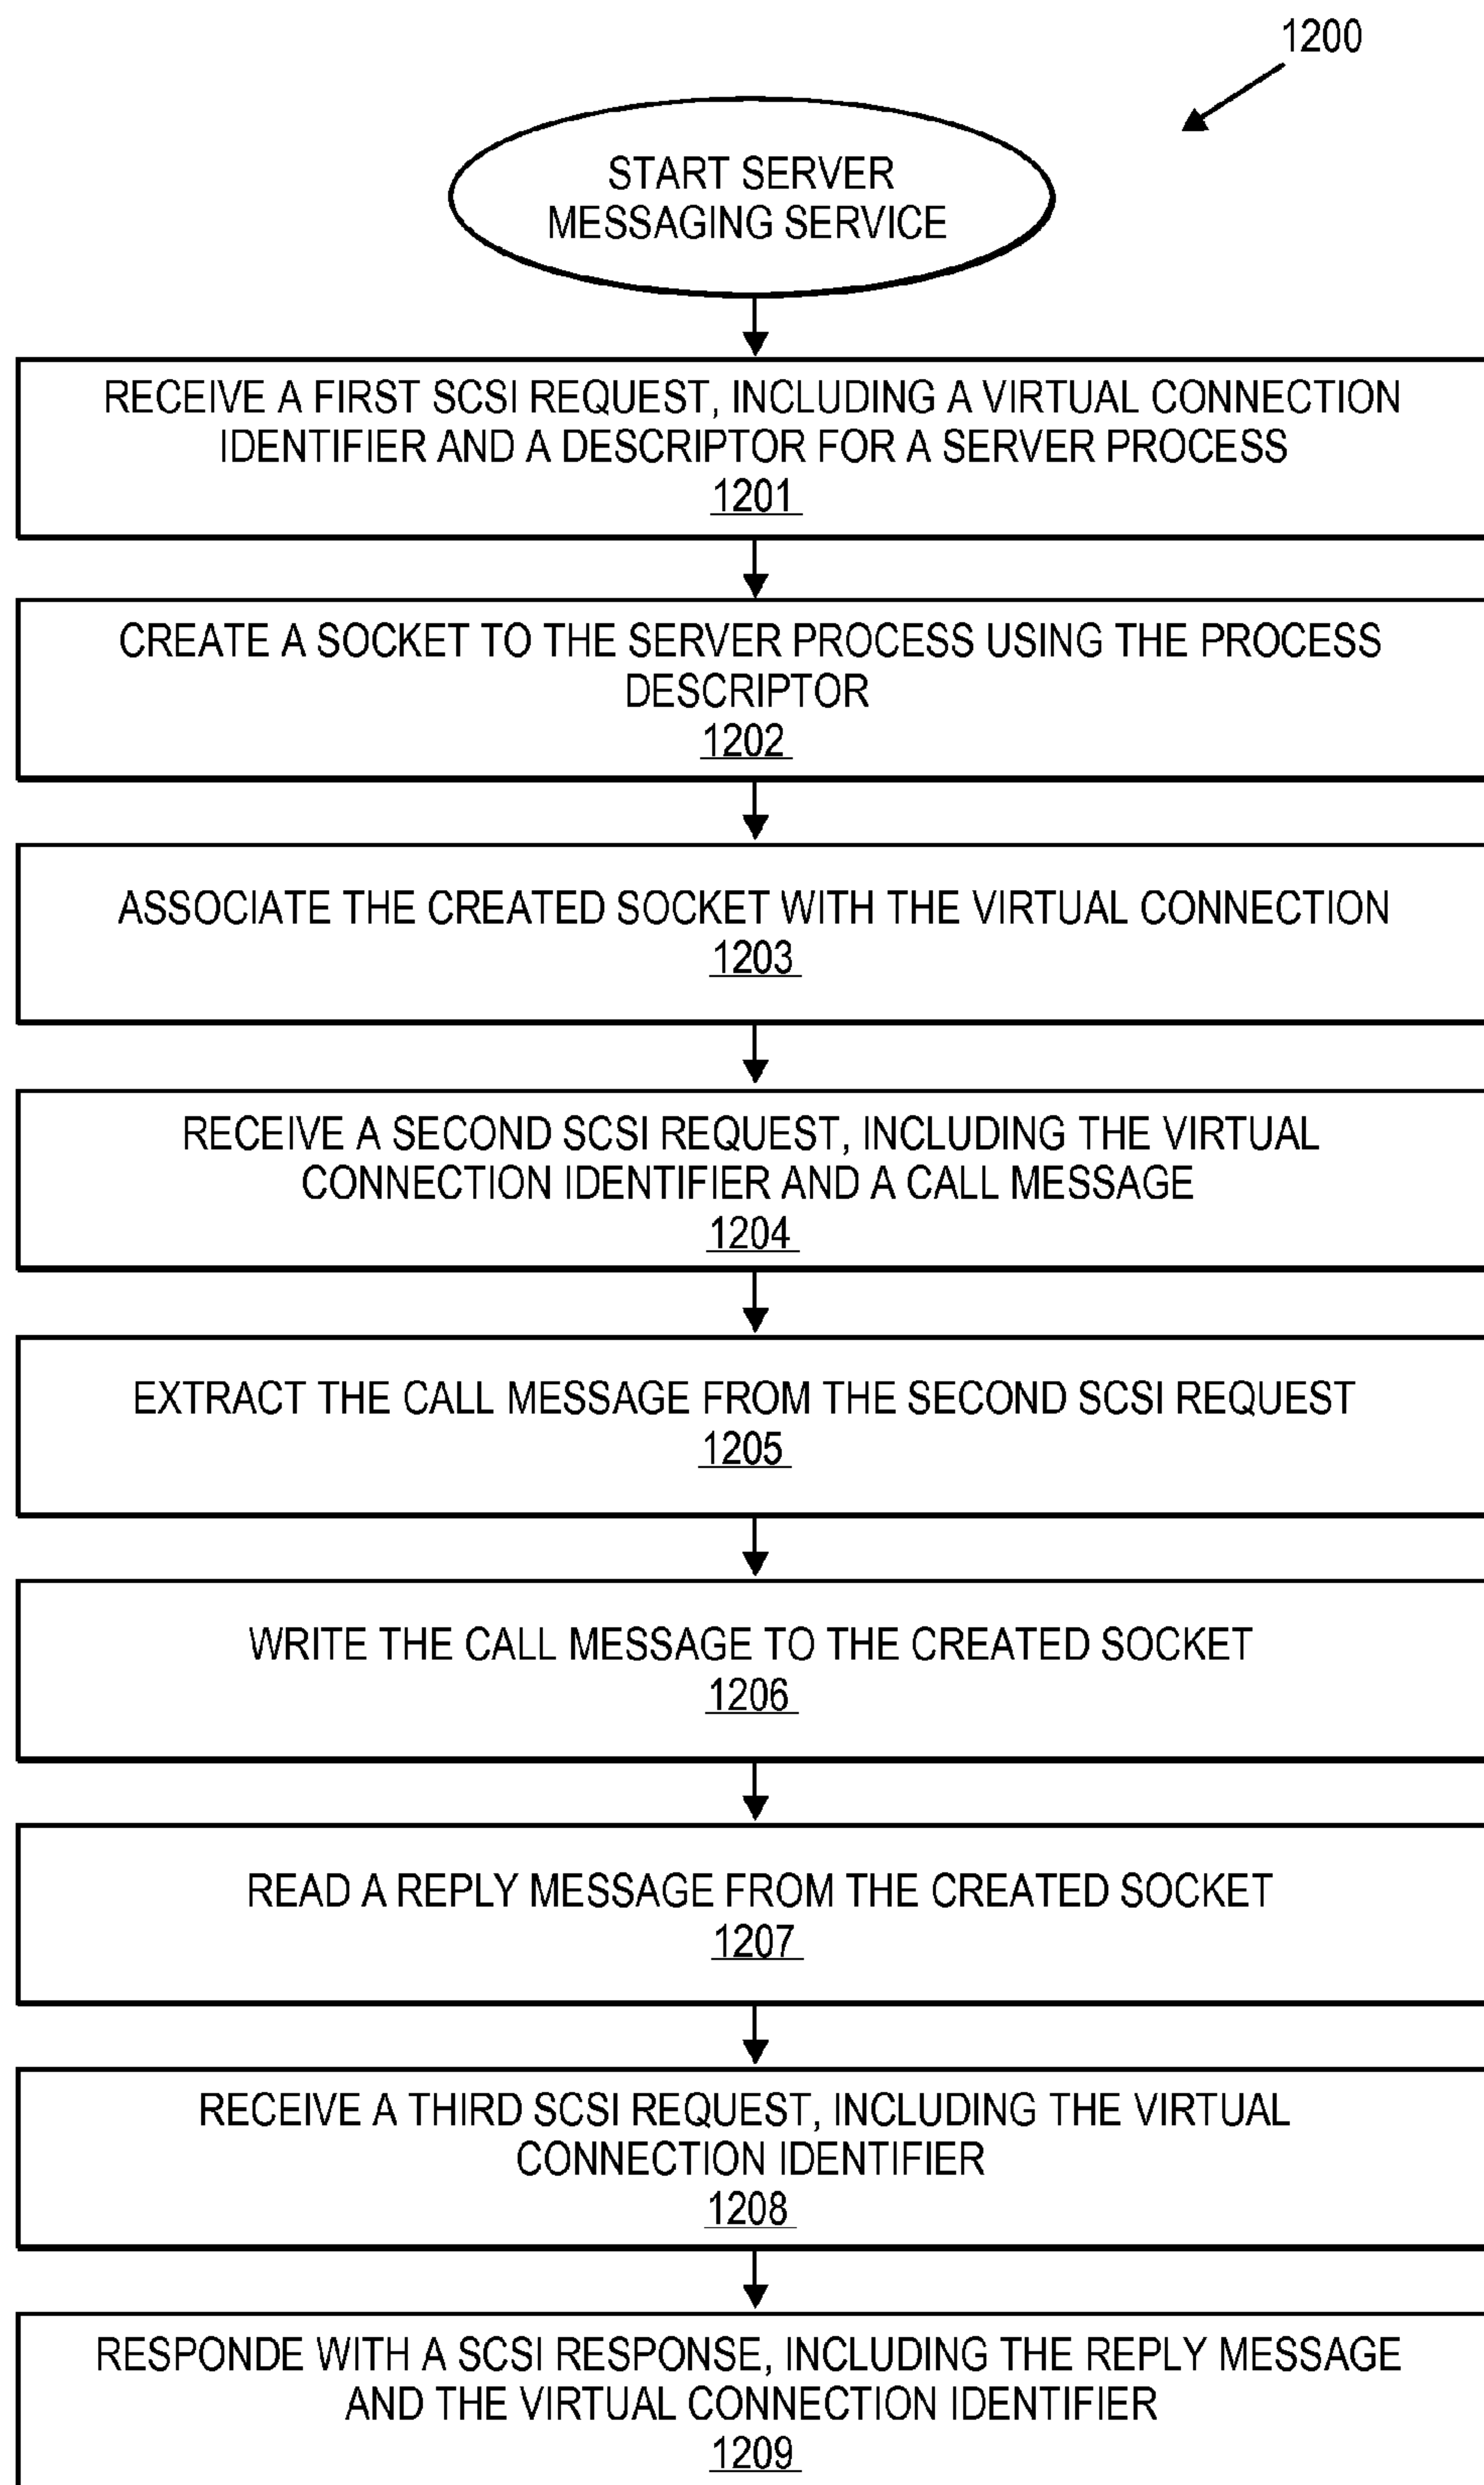 1200
START SERVER
MESSAGING SERVICE
RECEIVE A FIRST SCSI REQUEST, INCLUDING A VIRTUAL CONNECTION
IDENTIFIER AND A DESCRIPTOR FOR A SERVER PROCESS
1201
CREATE A SOCKET TO THE SERVER PROCESS USING THE PROCESS
DESCRIPTOR
1202
ASSOCIATE THE CREATED SOCKET WITH THE VIRTUAL CONNECTION
1203
RECEIVE A SECOND SCSI REQUEST, INCLUDING THE VIRTUAL
CONNECTION IDENTIFIER AND A CALL MESSAGE
1204
EXTRACT THE CALL MESSAGE FROM THE SECOND SCSI REQUEST
1205
WRITE THE CALL MESSAGE TO THE CREATED SOCKET
1206
READ A REPLY MESSAGE FROM THE CREATED SOCKET
1207
RECEIVE A THIRD SCSI REQUEST, INCLUDING THE VIRTUAL
CONNECTION IDENTIFIER
1208
RESPONDE WITH A SCSI RESPONSE, INCLUDING THE REPLY MESSAGE
AND THE VIRTUAL CONNECTION IDENTIFIER
1209